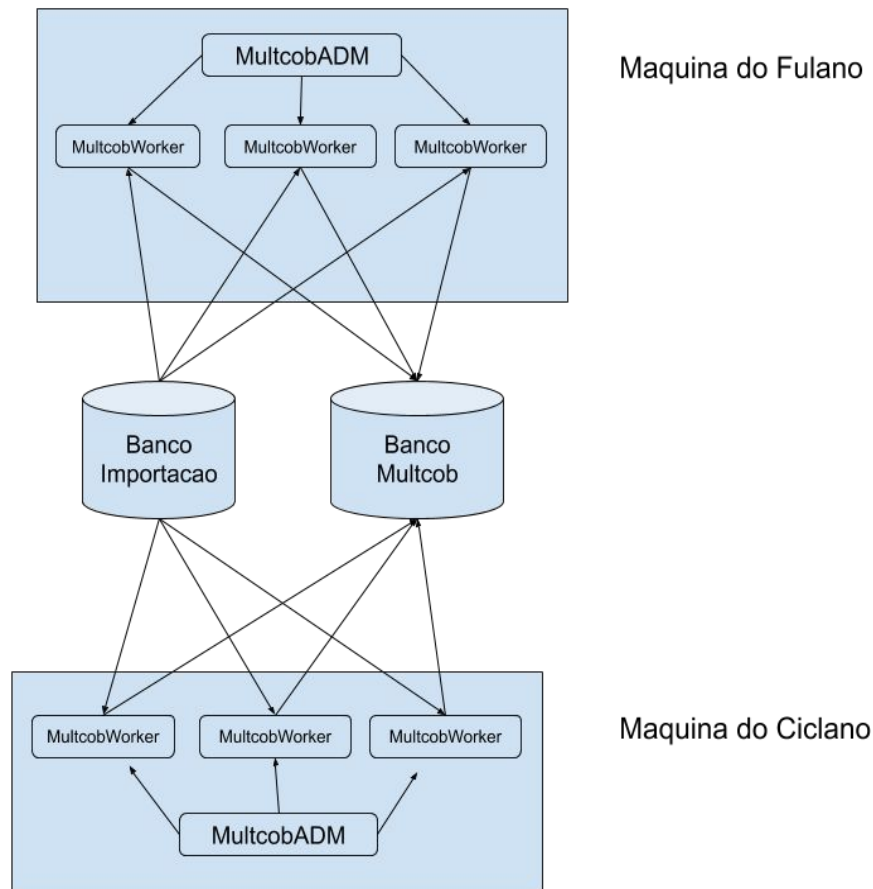 MultcobADM
Maquina do Fulano
MultcobWorker
MultcobWorker
MultcobWorker
Banco
Importacao
Banco
Multcob
MultcobWorker
MultcobWorker
MultcobWorker
Maquina do Ciclano
MultcobADM